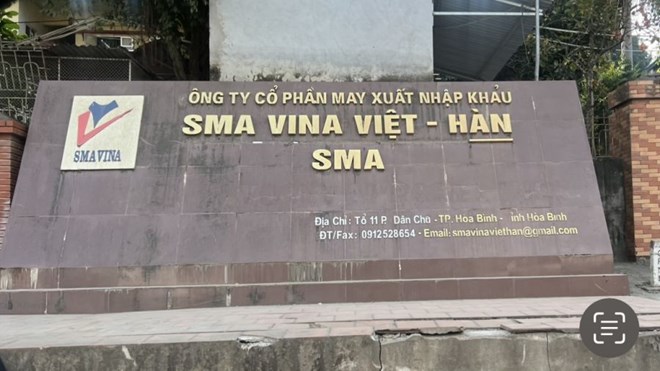 SMAVINA
ÔNG TY CỔ PHẦN MAY XUẤT NHẬP KHẨU
SMA VINA VIỆT - HÀN
SMA
Địa Chỉ: Tổ 11 P. Dân Chủ - TP. Hòa Bình - ỉnh Hòa Bình
ĐT/Fax: 0912528654 - Email: smavinaviethan@gmail.com